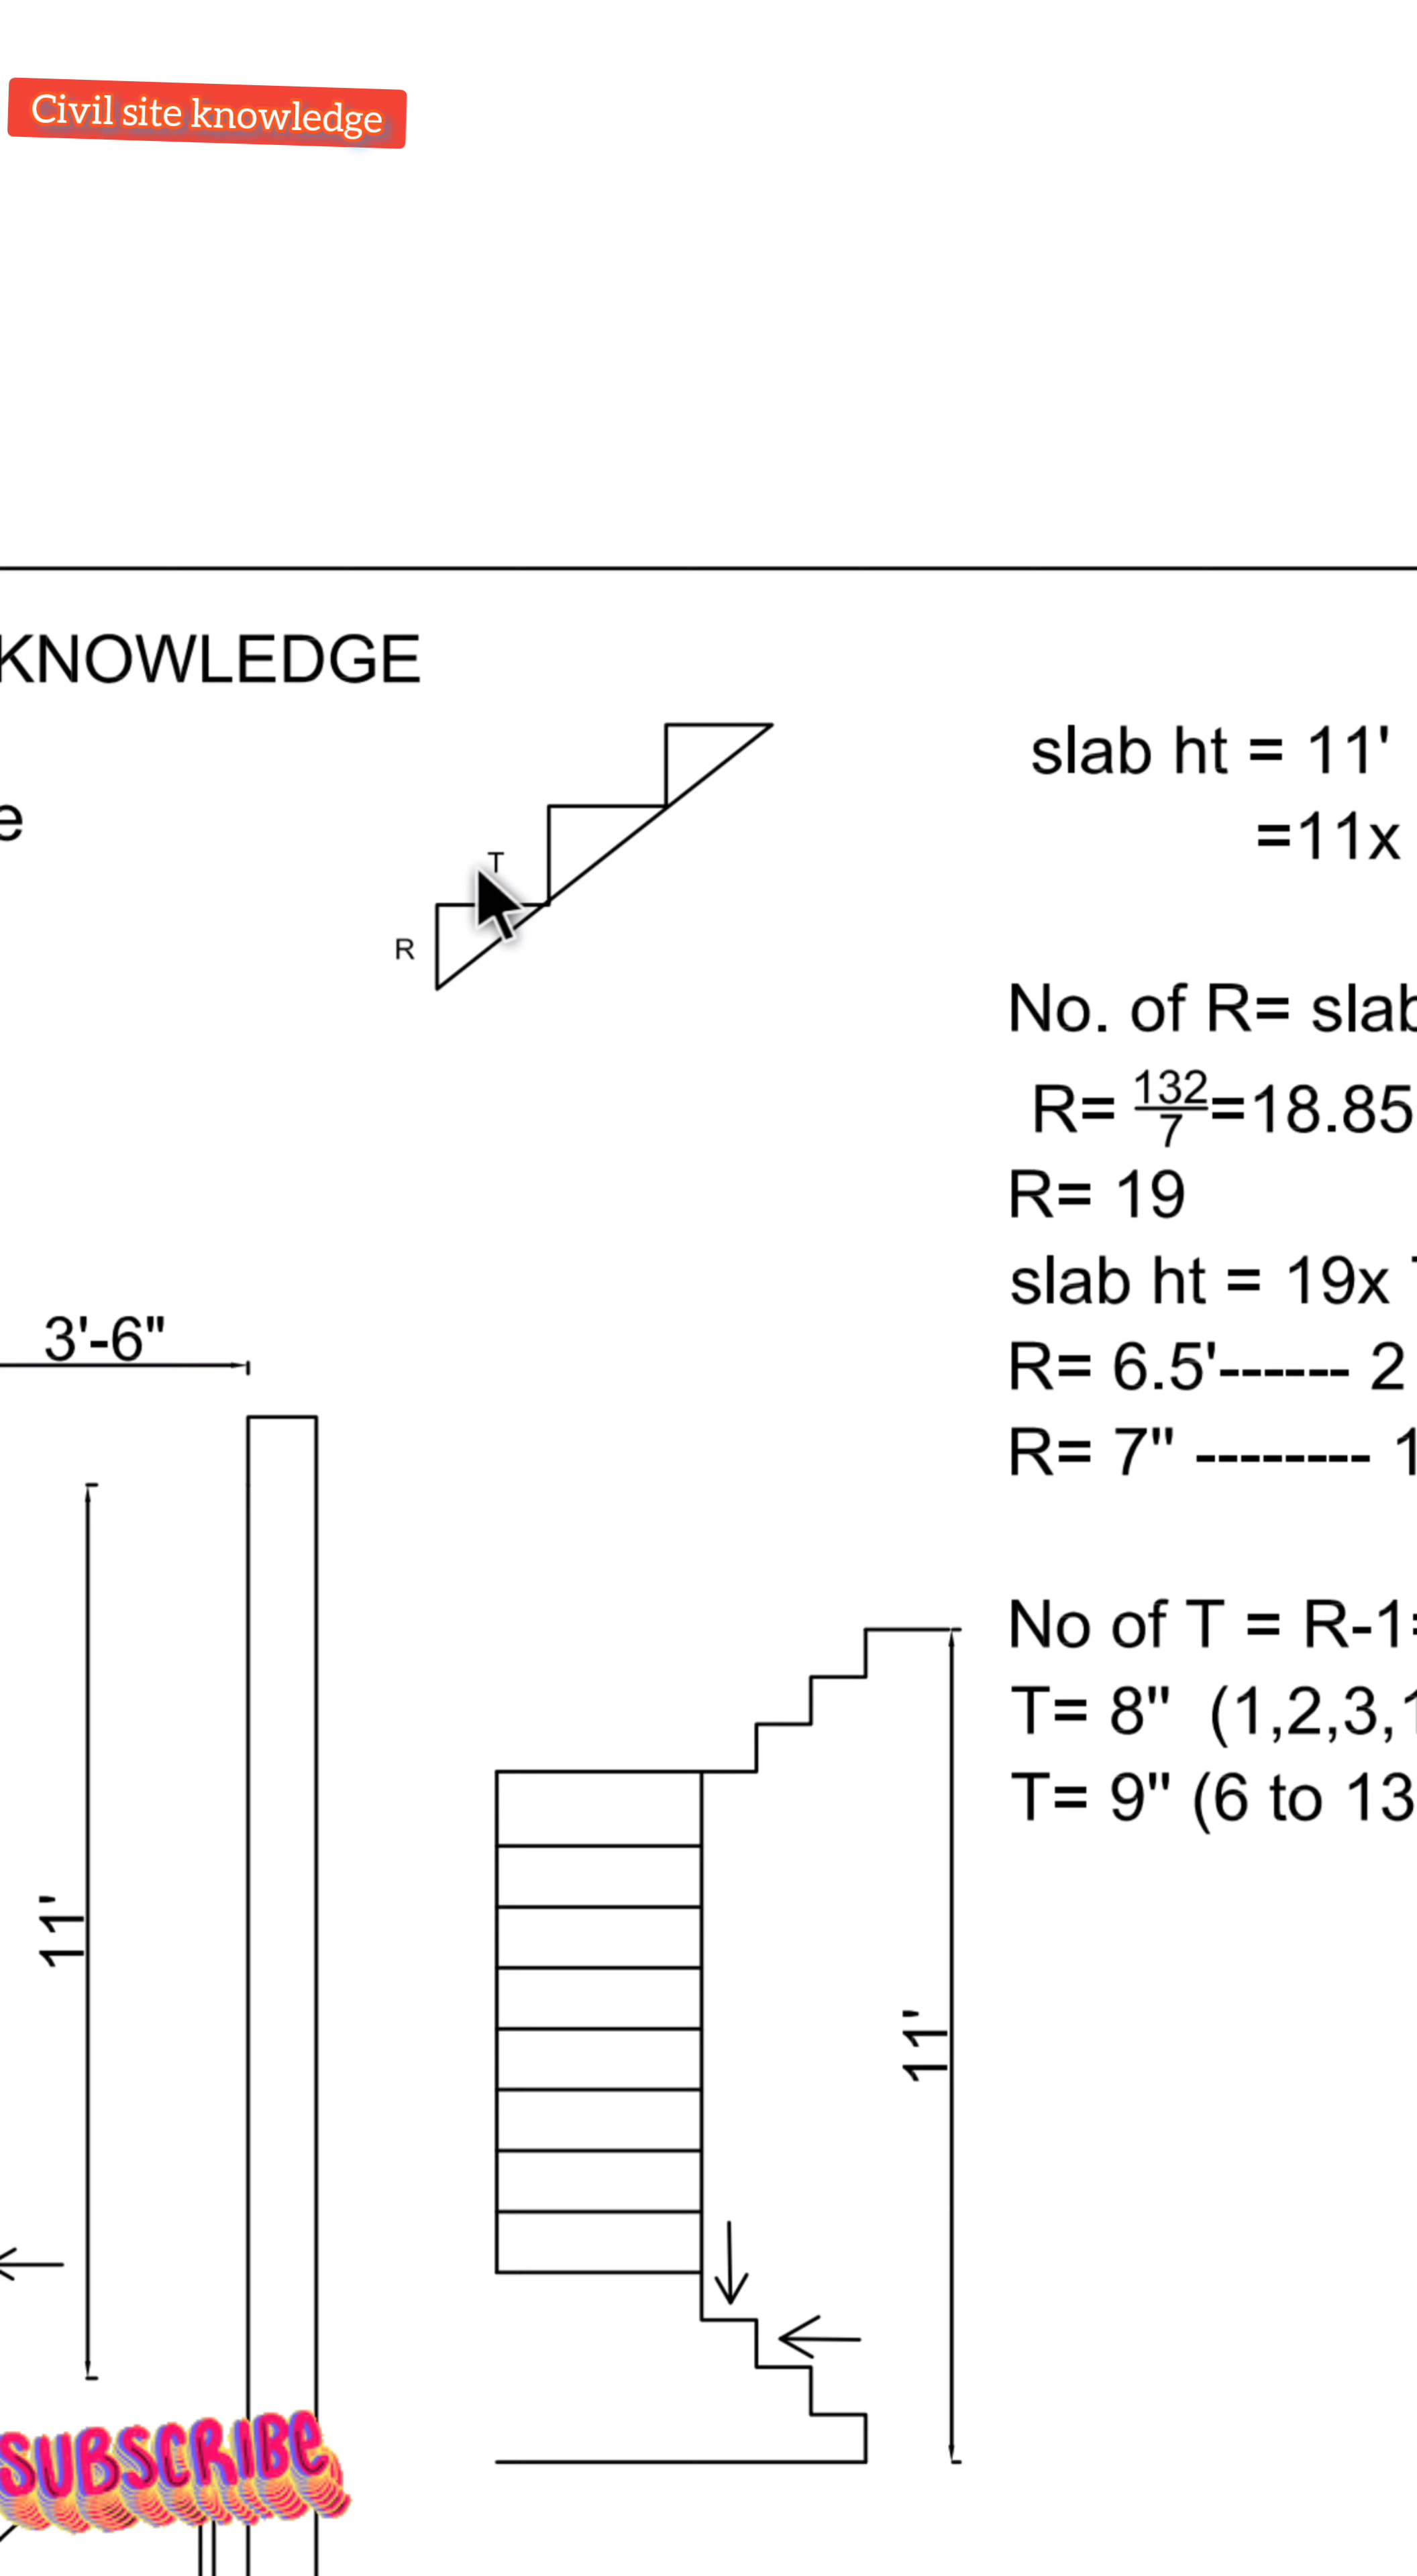 Civil site knowledge
KNOWLEDGE
e
T
R
slab ht = 11'
=11x
No. of R= slab
R= 132/7=18.85
R= 19
slab ht = 19x
R= 6.5'------ 2
R= 7" -------- 1
3'-6"
11'
No of T = R-1=
T= 8" (1,2,3,1
T= 9" (6 to 13
11'
SUBSCRIBe